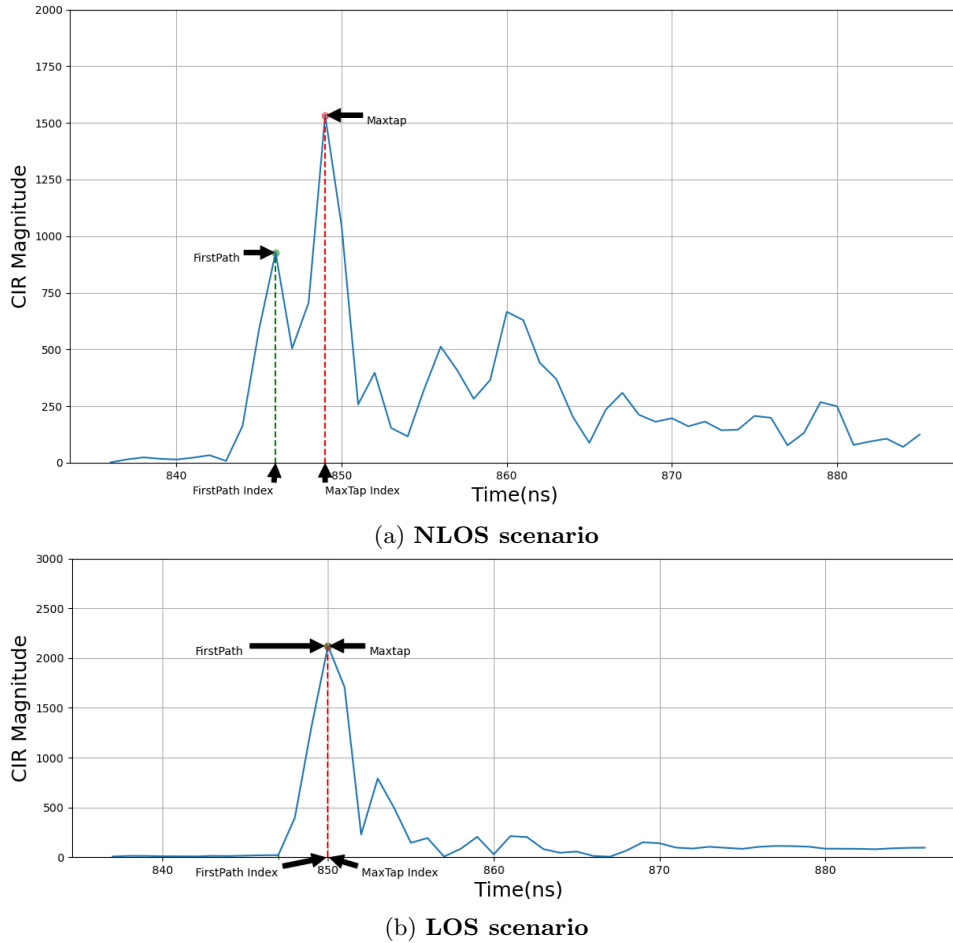 2000
1750
1500
1250
1000
750
500
250
0
CIR Magnitude
Maxtap
FirstPath
840
850
860
870
880
FirstPath Index
MaxTap Index
Time(ns)
(a) NLOS scenario
3000
2500
2000
1500
1000
500
0
CIR Magnitude
FirstPath
Maxtap
840
850
860
870
880
FirstPath Index
MaxTap Index
Time(ns)
(b) LOS scenario